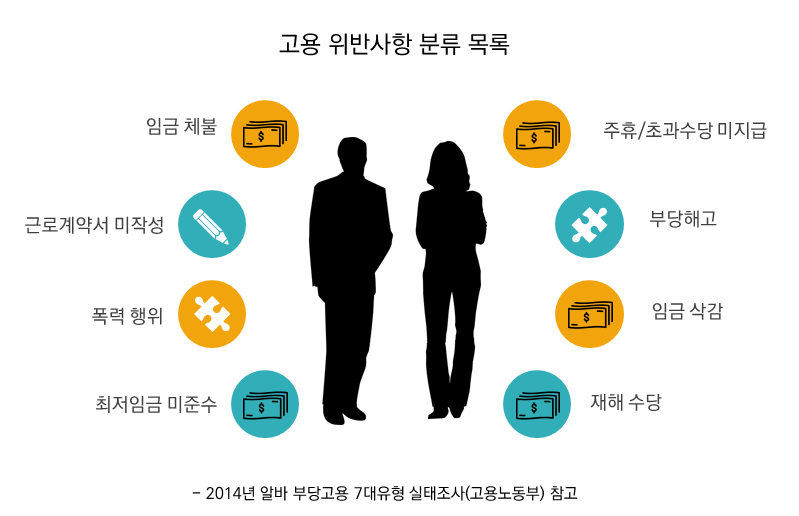 고용 위반사항 분류 목록
임금 체불
주휴/초과수당 미지급
근로계약서 미작성
부당해고
폭력 행위
임금 삭감
최저임금 미준수
재해 수당
- 2014년 알바 부당고용 7대유형 실태조사(고용노동부) 참고